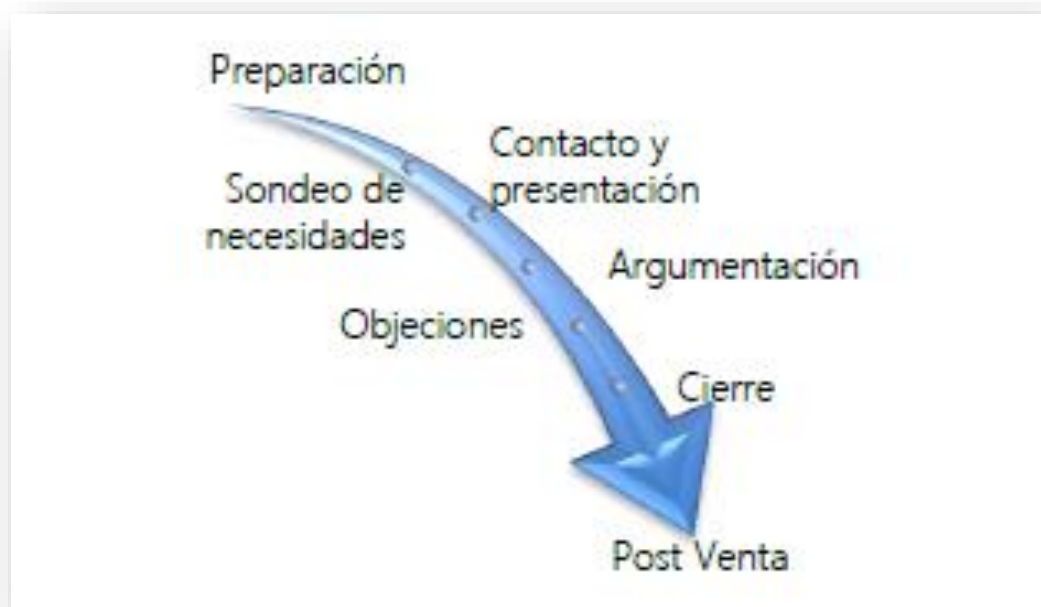 Preparación
Contacto y
presentación
Sondeo de
necesidades
Argumentación
Objeciones
Cierre
Post Venta